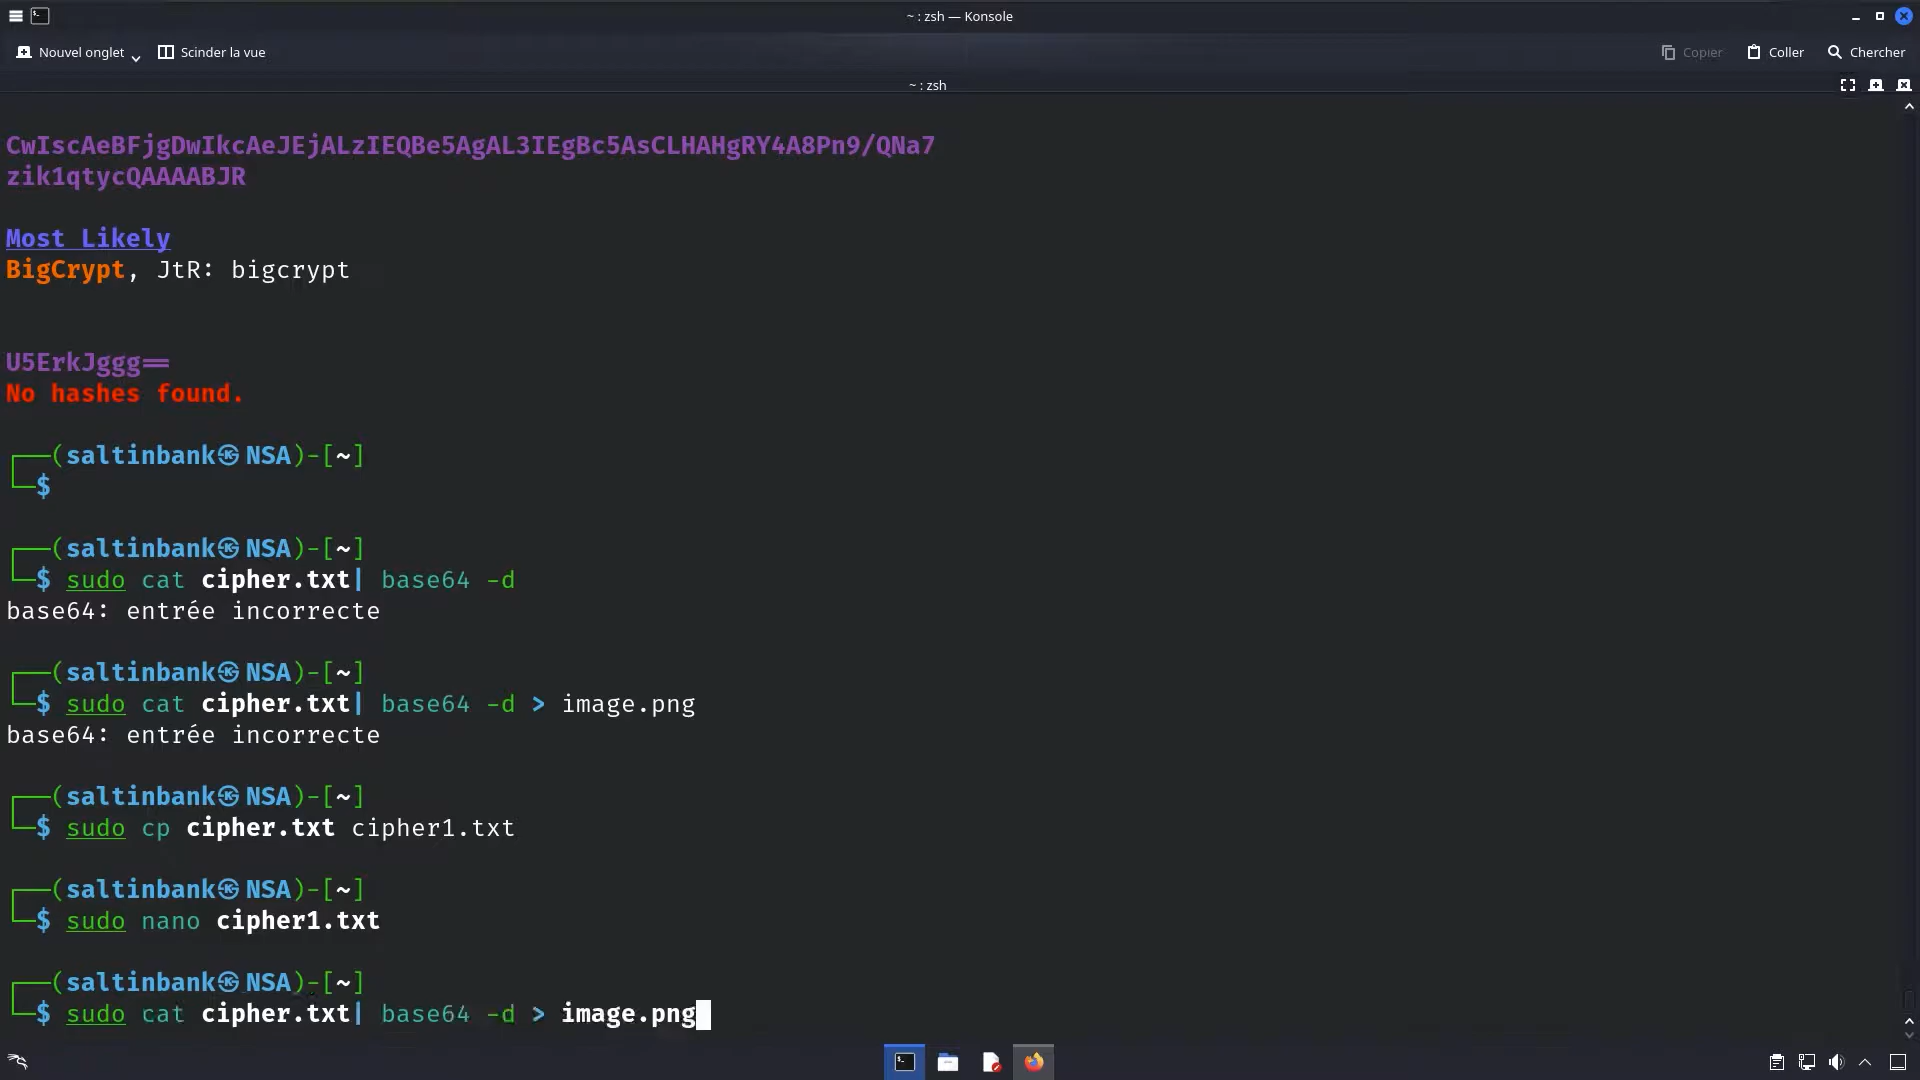 ~ : zsh — Konsole
Nouvel onglet
Scinder la vue
Copier
Coller
Chercher
~ : zsh
CwIscAeBFjgDwIkcAeJEjALzIEQBe5AgAL3IEgBc5AsCLHAHgRY4A8Pn9/QNa7
zik1qtycQAAAABJR
Most Likely
BigCrypt, JtR: bigcrypt
U5ErkJggg==
No hashes found.
┌──(saltinbank㉿NSA)-[~]
└─$
┌──(saltinbank㉿NSA)-[~]
└─$ sudo cat cipher.txt| base64 -d
base64: entrée incorrecte
┌──(saltinbank㉿NSA)-[~]
└─$ sudo cat cipher.txt| base64 -d > image.png
base64: entrée incorrecte
┌──(saltinbank㉿NSA)-[~]
└─$ sudo cp cipher.txt cipher1.txt
┌──(saltinbank㉿NSA)-[~]
└─$ sudo nano cipher1.txt
┌──(saltinbank㉿NSA)-[~]
└─$ sudo cat cipher.txt| base64 -d > image.png